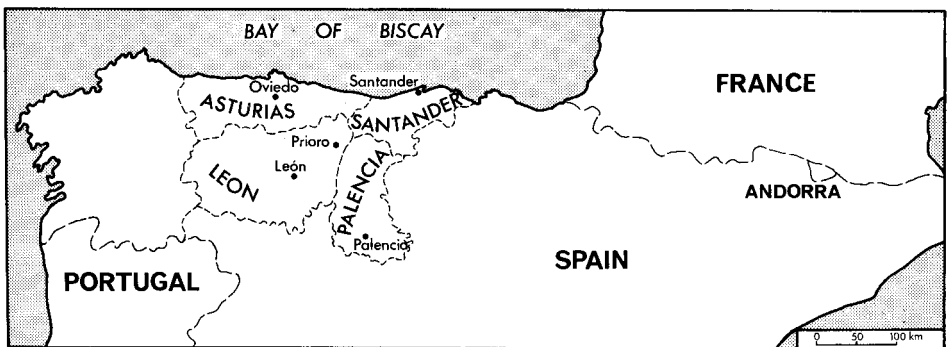 BAY OF BISCAY
FRANCE
Santander
Oviedo
ASTURIAS
SANTANDER
Prioro
León
LEON
PALENCIA
ANDORRA
Palencia
SPAIN
PORTUGAL
0 50 100 km